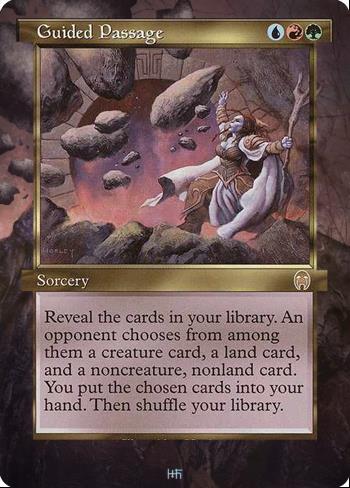 Guided Passage
HORLEY
Sorcery
Reveal the cards in your library. An
opponent chooses from among
them a creature card, a land card,
and a noncreature, nonland card.
You put the chosen cards into your
hand. Then shuffle your library.